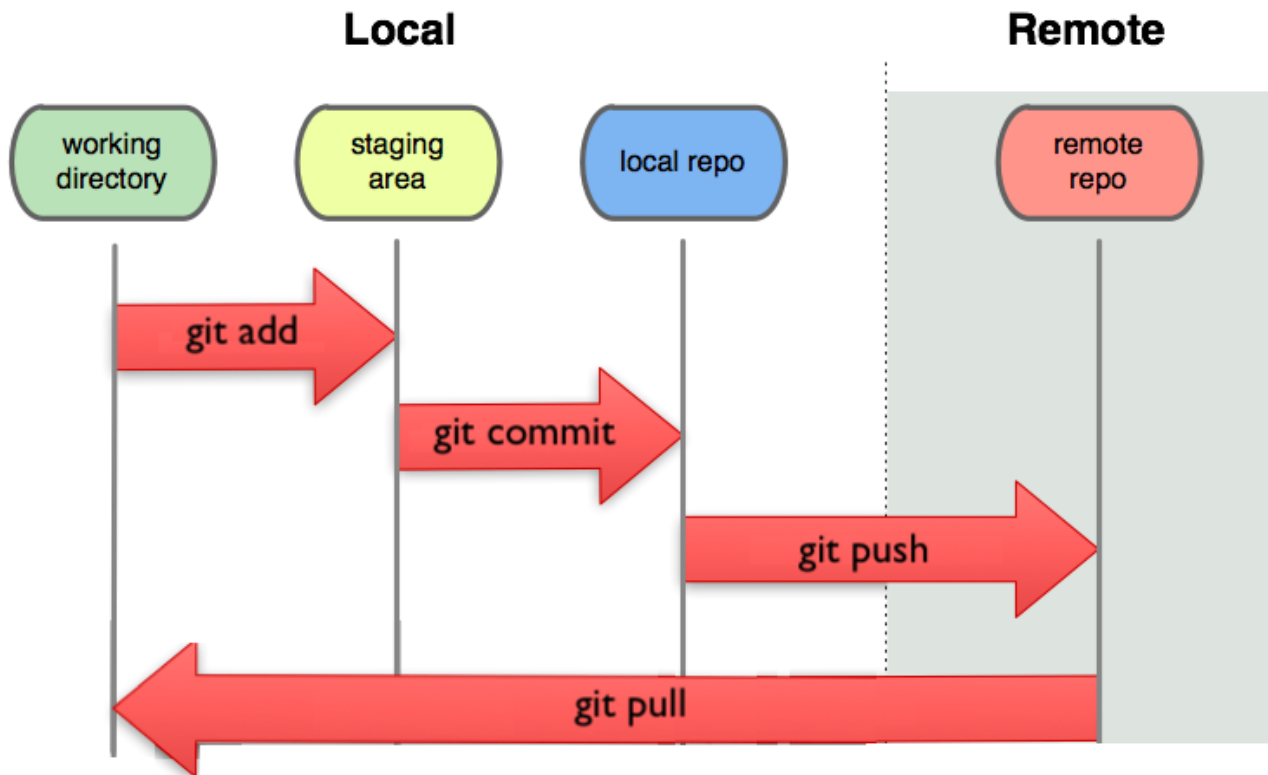 Local
Remote
working
directory
staging
area
local repo
remote
repo
git add
git commit
git push
git pull